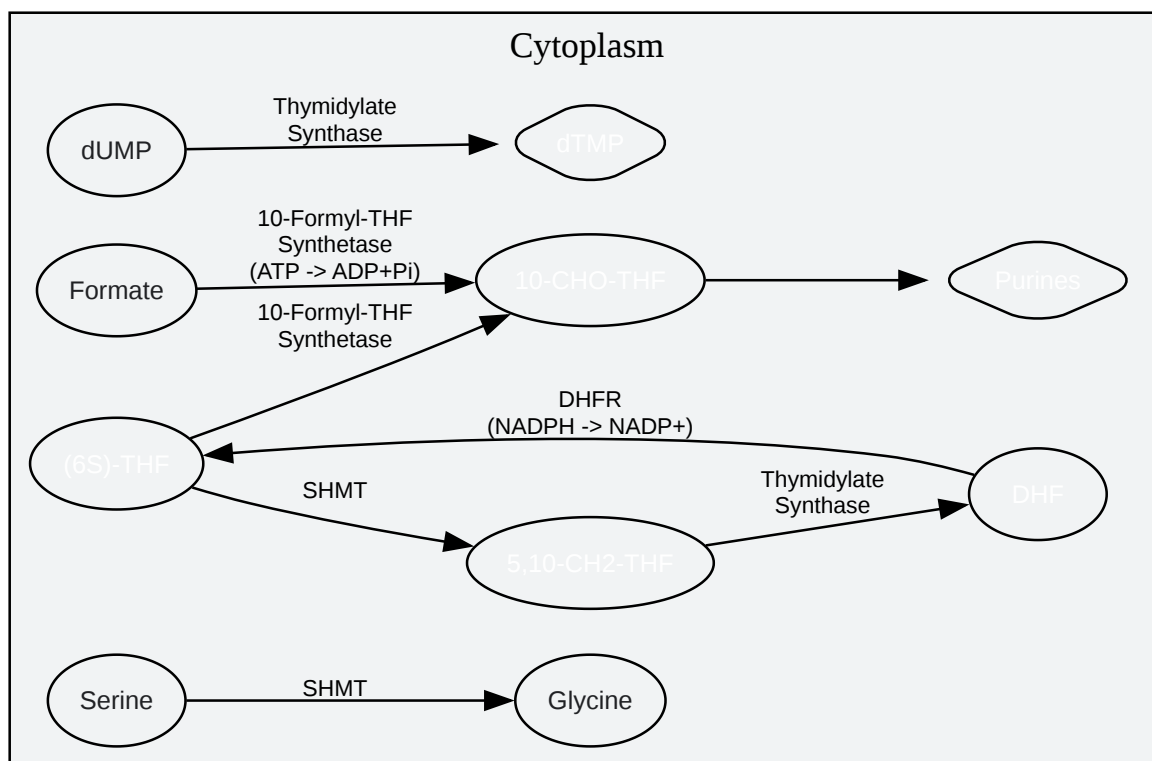 Cytoplasm
Thymidylate
Synthase
dUMP
dTMP
10-Formyl-THF
Synthetase
(ATP -> ADP+Pi)
Formate
10-CHO-THF
Purines
10-Formyl-THF
Synthetase
DHFR
(NADPH -> NADP+)
(6S)-THF
SHMT
Thymidylate
Synthase
DHF
5,10-CH2-THF
Serine
SHMT
Glycine